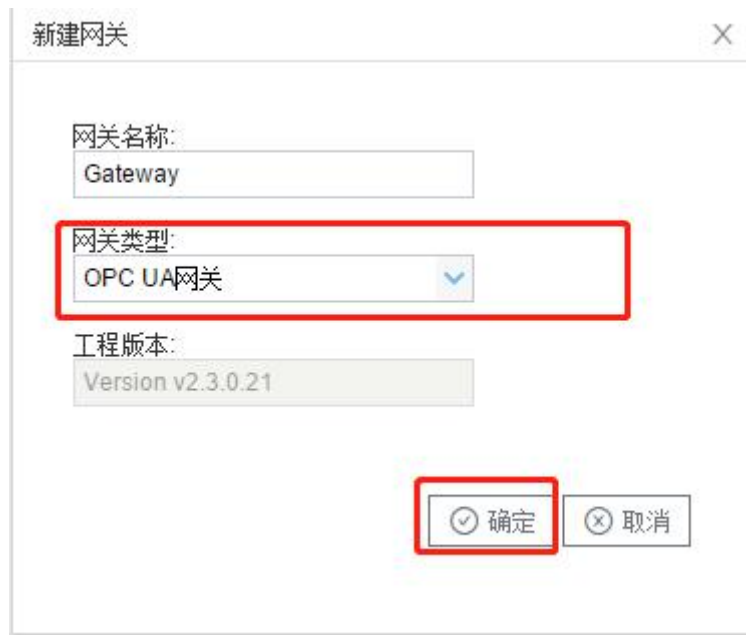 新建网关
网关名称:
Gateway
网关类型:
OPC UA网关
工程版本:
Version v2.3.0.21
确定 取消